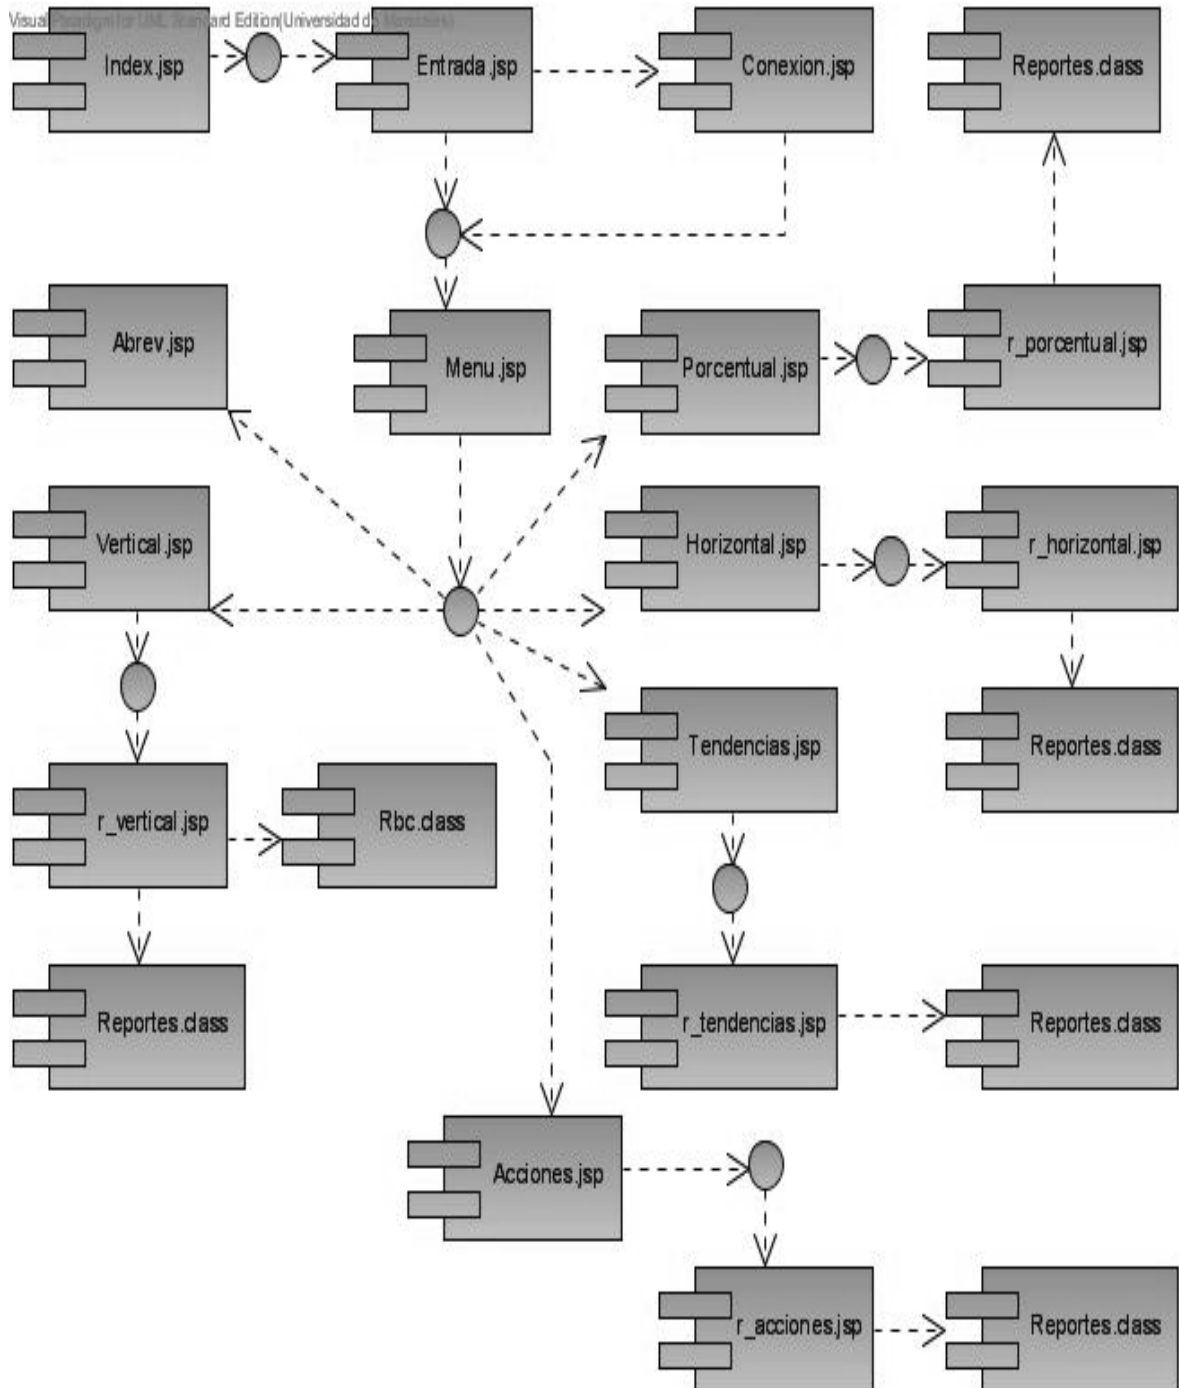 Visual Paradigm for UML Standard Edition(Universidad de Manizales)
Index.jsp
Entrada.jsp
Conexion.jsp
Reportes.class
Abrev.jsp
Menu.jsp
Porcentual.jsp
r_porcentual.jsp
Vertical.jsp
Horizontal.jsp
r_horizontal.jsp
Tendencias.jsp
Reportes.class
r_vertical.jsp
Rbc.class
Reportes.class
r_tendencias.jsp
Reportes.class
Acciones.jsp
r_acciones.jsp
Reportes.class